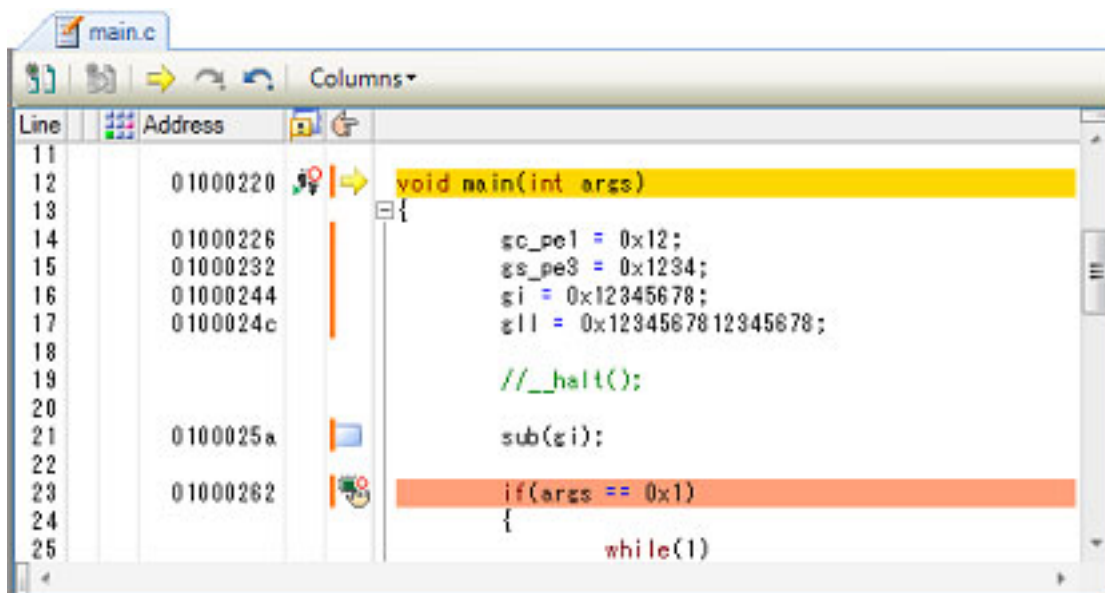 main.c
Columns
Line Address
11
12 01000220 void main(int args)
13 {
14 01000226 gc_pe1 = 0x12;
15 01000232 gs_pe3 = 0x1234;
16 01000244 gi = 0x12345678;
17 0100024c gll = 0x1234567812345678;
18
19 //__halt();
20
21 0100025a sub(gi);
22
23 01000262 if(args == 0x1)
24 {
25 while(1)